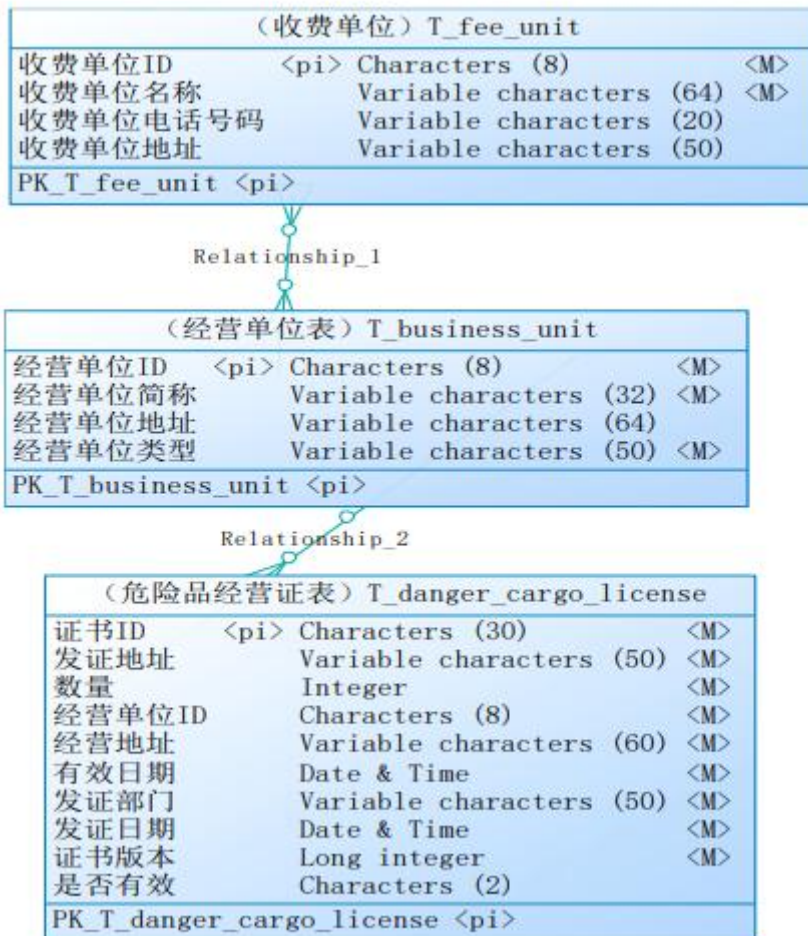 （收费单位）T_fee_unit
收费单位ID <pi> Characters (8) <M>
收费单位名称 Variable characters (64) <M>
收费单位电话号码 Variable characters (20)
收费单位地址 Variable characters (50)
PK_T_fee_unit <pi>
Relationship_1
（经营单位表）T_business_unit
经营单位ID <pi> Characters (8) <M>
经营单位简称 Variable characters (32) <M>
经营单位地址 Variable characters (64)
经营单位类型 Variable characters (50) <M>
PK_T_business_unit <pi>
Relationship_2
（危险品经营证表）T_danger_cargo_license
证书ID <pi> Characters (30) <M>
发证地址 Variable characters (50) <M>
数量 Integer <M>
经营单位ID Characters (8) <M>
经营地址 Variable characters (60) <M>
有效日期 Date & Time <M>
发证部门 Variable characters (50) <M>
发证日期 Date & Time <M>
证书版本 Long integer <M>
是否有效 Characters (2)
PK_T_danger_cargo_license <pi>